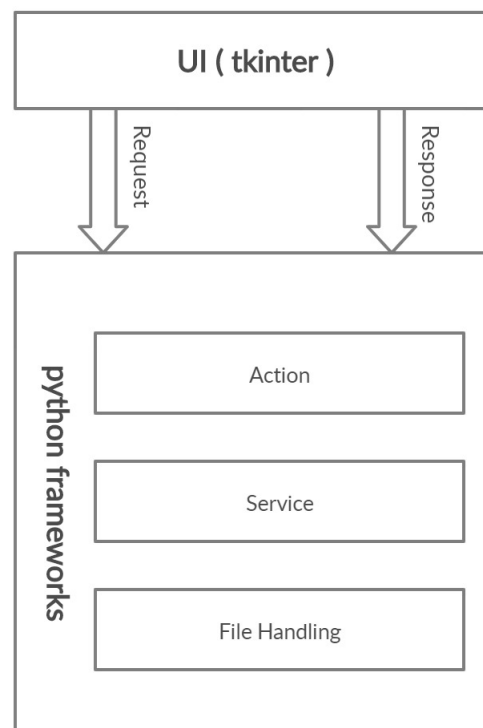 UI ( tkinter )
Request
Response
python frameworks
Action
Service
File Handling